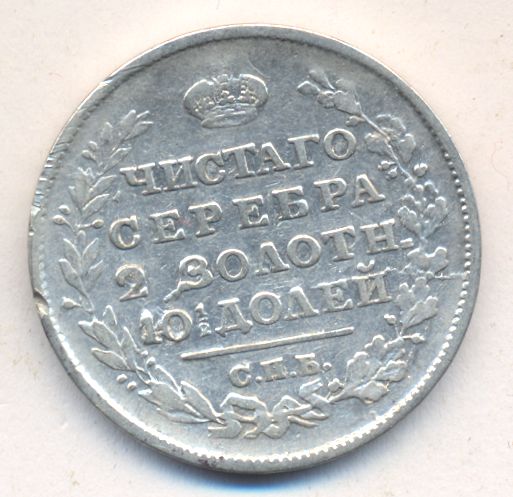 ЧИСТАГО
СЕРЕБРА
2 ЗОЛОТН.
10½ ДОЛЕЙ
С.П.Б.